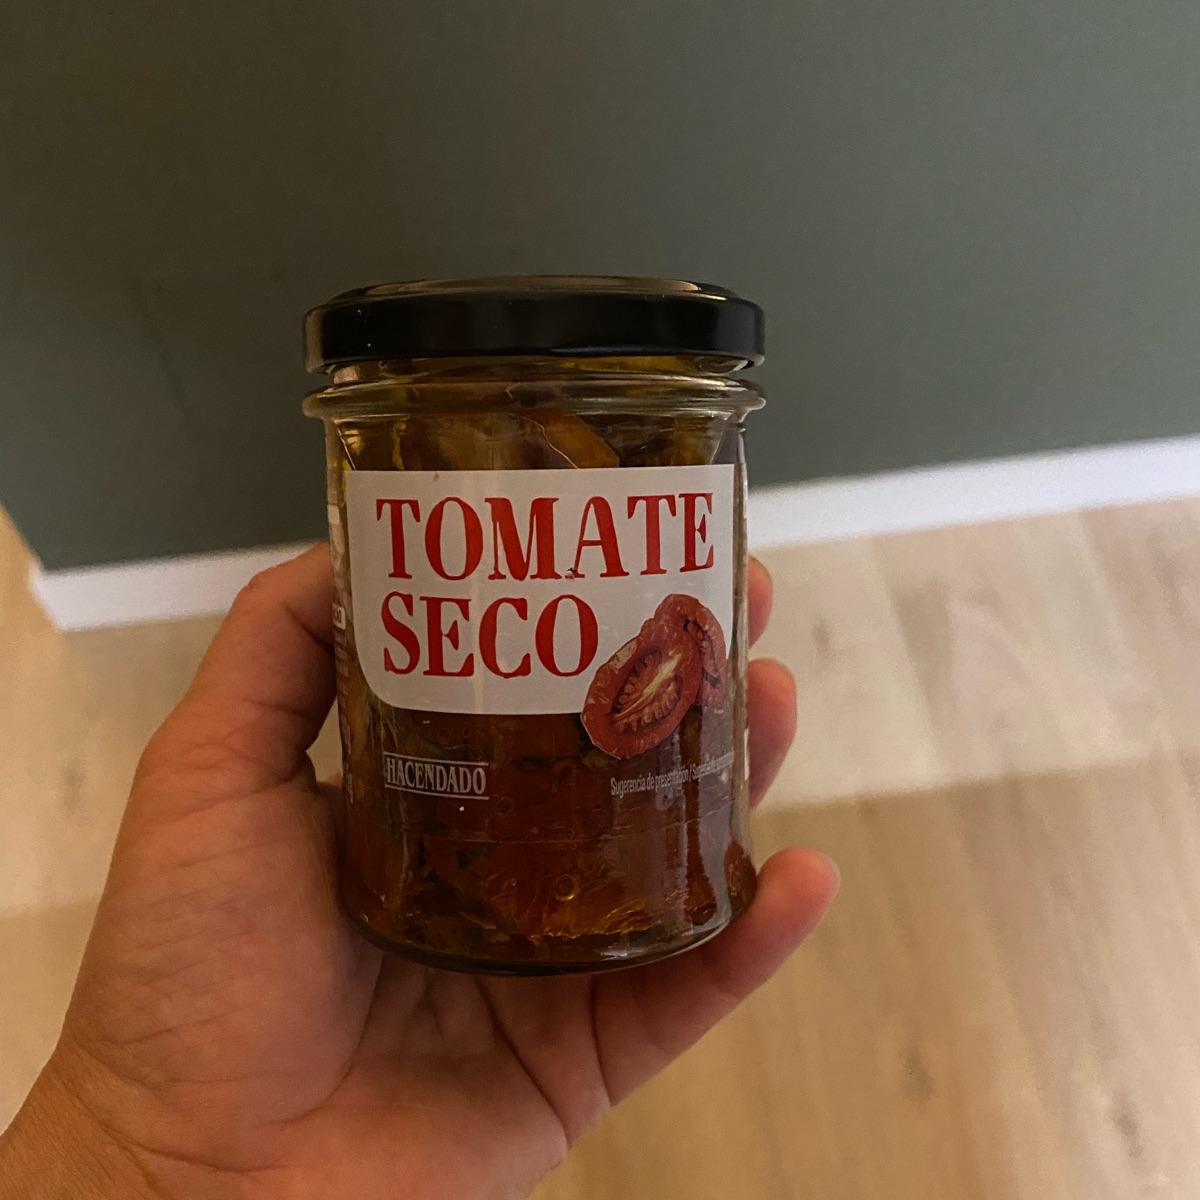 TOMATE
SECO
HACENDADO
Sugerencia de presentación /